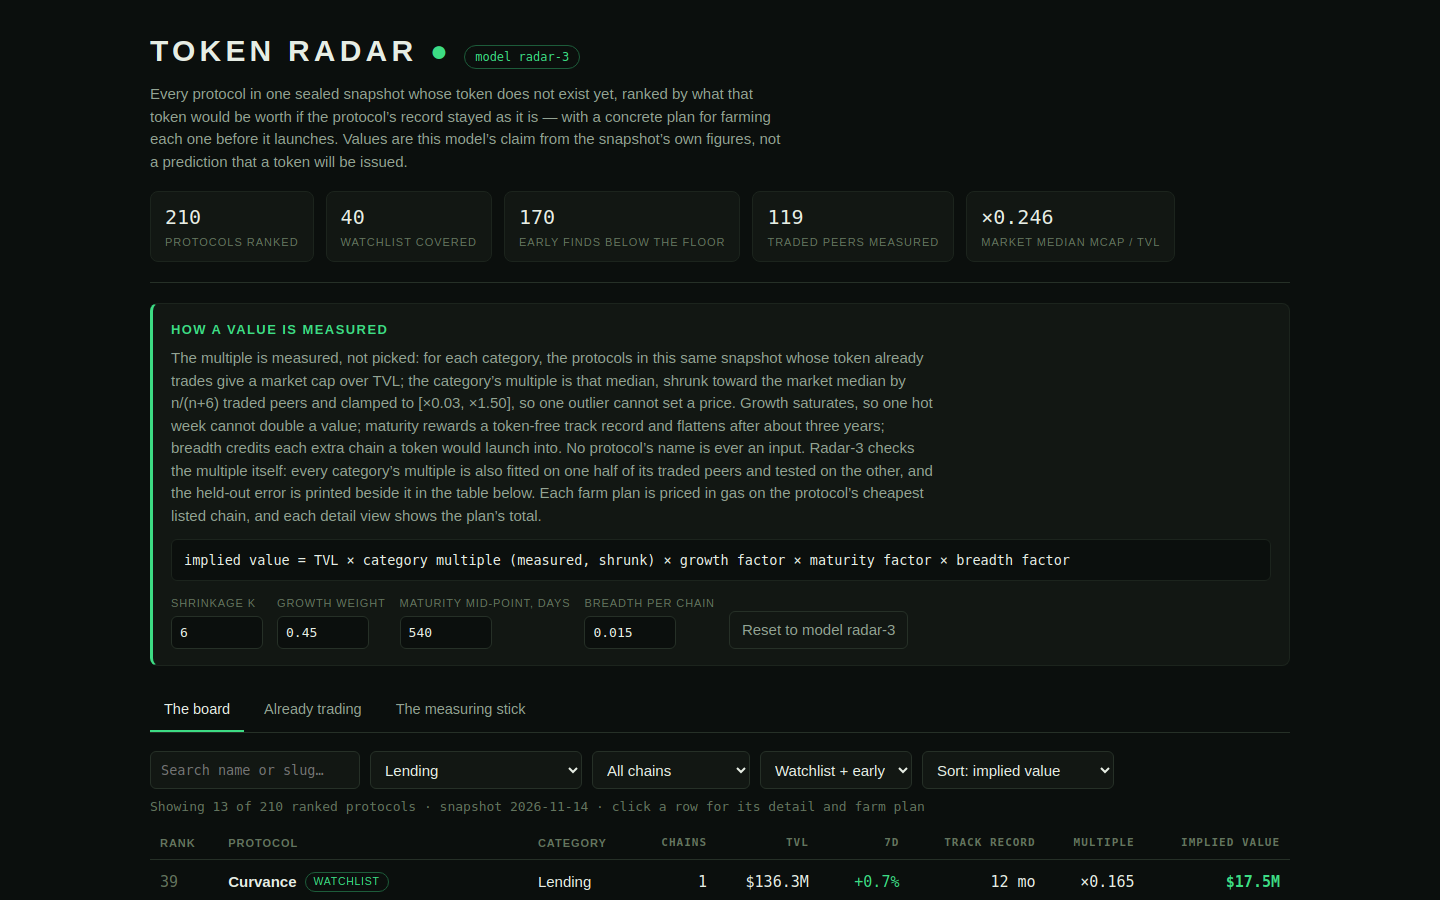 TOKEN RADAR
model radar-3
Every protocol in one sealed snapshot whose token does not exist yet, ranked by what that
token would be worth if the protocol’s record stayed as it is — with a concrete plan for farming
each one before it launches. Values are this model’s claim from the snapshot’s own figures, not
a prediction that a token will be issued.
210
PROTOCOLS RANKED
40
WATCHLIST COVERED
170
EARLY FINDS BELOW THE FLOOR
119
TRADED PEERS MEASURED
×0.246
MARKET MEDIAN MCAP / TVL
HOW A VALUE IS MEASURED
The multiple is measured, not picked: for each category, the protocols in this same snapshot whose token already
trades give a market cap over TVL; the category’s multiple is that median, shrunk toward the market median by
n/(n+6) traded peers and clamped to [×0.03, ×1.50], so one outlier cannot set a price. Growth saturates, so one hot
week cannot double a value; maturity rewards a token-free track record and flattens after about three years;
breadth credits each extra chain a token would launch into. No protocol’s name is ever an input. Radar-3 checks
the multiple itself: every category’s multiple is also fitted on one half of its traded peers and tested on the other, and
the held-out error is printed beside it in the table below. Each farm plan is priced in gas on the protocol’s cheapest
listed chain, and each detail view shows the plan’s total.
implied value = TVL × category multiple (measured, shrunk) × growth factor × maturity factor × breadth factor
SHRINKAGE K
6
GROWTH WEIGHT
0.45
MATURITY MID-POINT, DAYS
540
BREADTH PER CHAIN
0.015
Reset to model radar-3
The board Already trading The measuring stick
Search name or slug… Lending All chains Watchlist + early Sort: implied value
Showing 13 of 210 ranked protocols · snapshot 2026-11-14 · click a row for its detail and farm plan
RANK PROTOCOL CATEGORY CHAINS TVL 7D TRACK RECORD MULTIPLE IMPLIED VALUE
39 Curvance WATCHLIST Lending 1 $136.3M +0.7% 12 mo ×0.165 $17.5M